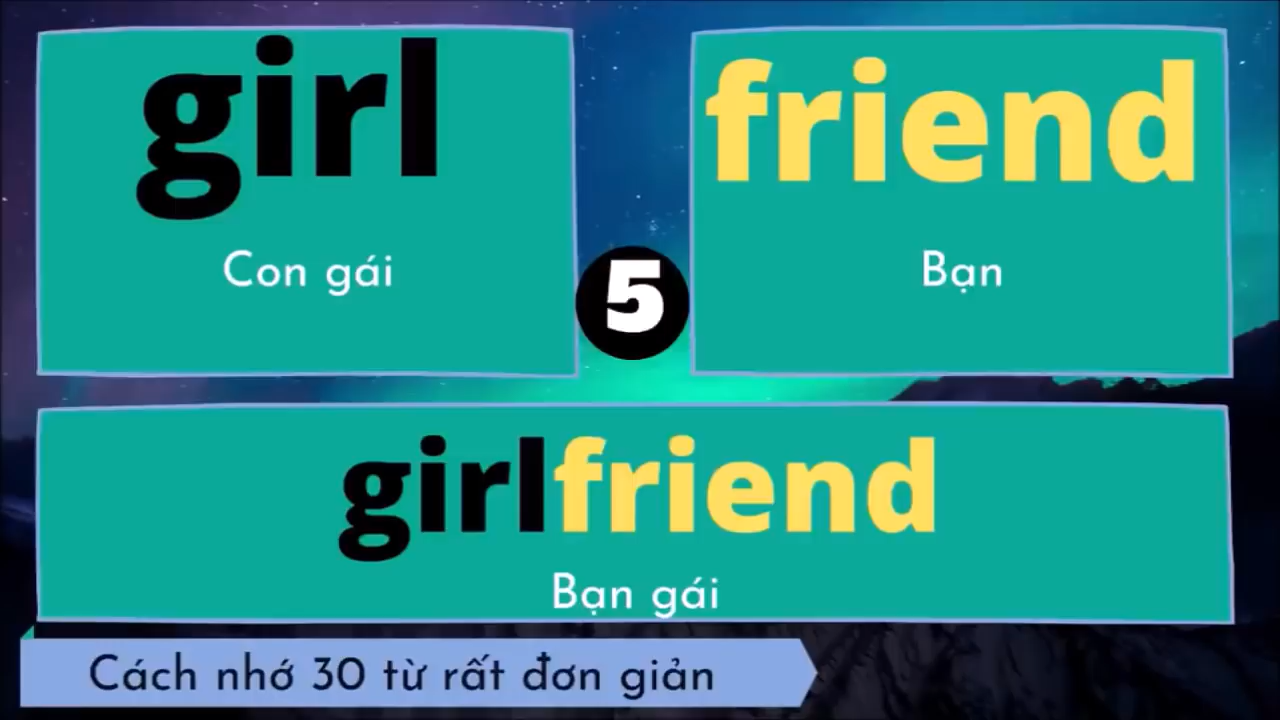 girl
Con gái
friend
Bạn
5
girlfriend
Bạn gái
Cách nhớ 30 từ rất đơn giản